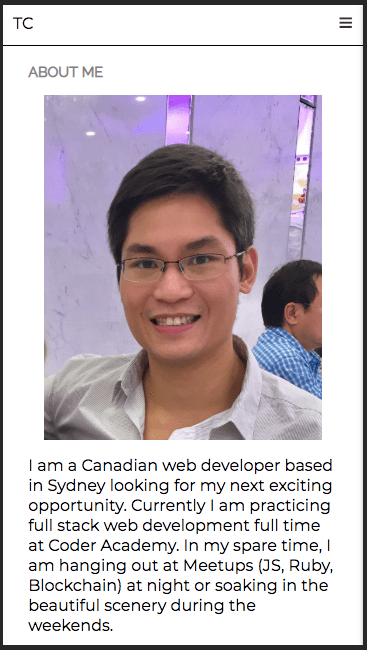 TC
ABOUT ME
I am a Canadian web developer based
in Sydney looking for my next exciting
opportunity. Currently I am practicing
full stack web development full time
at Coder Academy. In my spare time, I
am hanging out at Meetups (JS, Ruby,
Blockchain) at night or soaking in the
beautiful scenery during the
weekends.